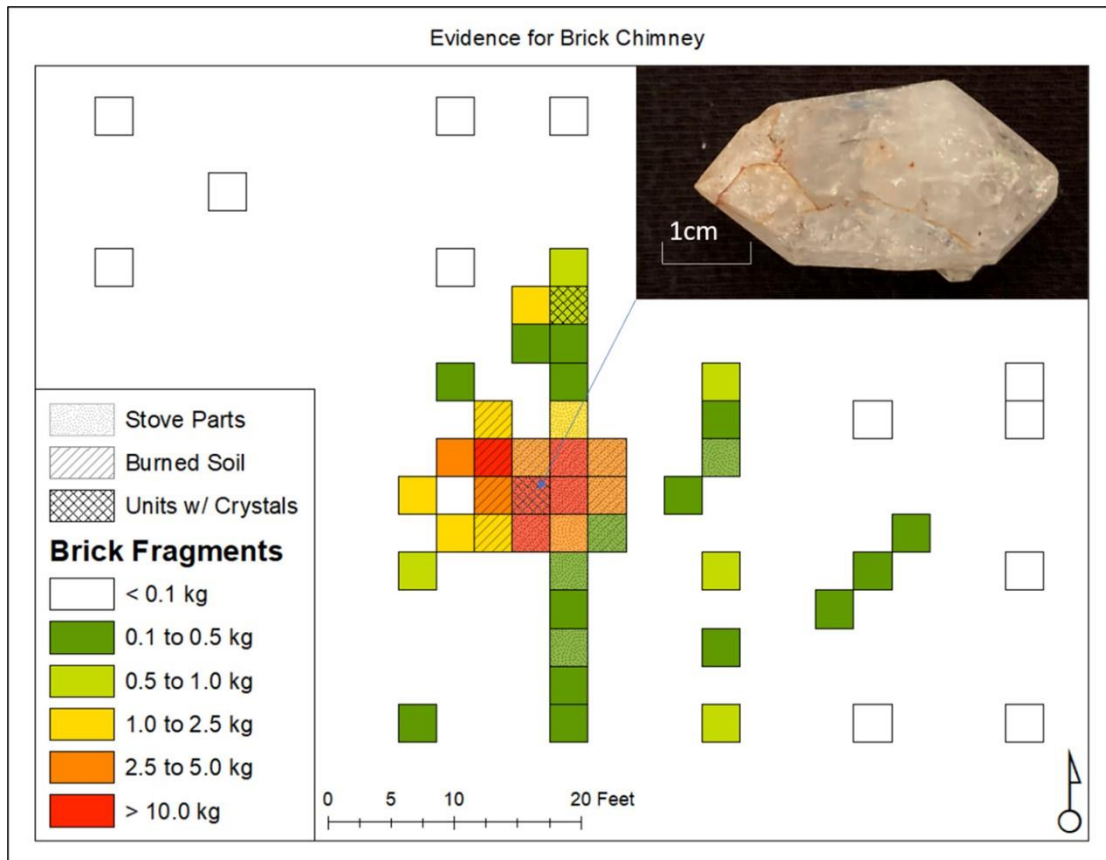 Evidence for Brick Chimney
1cm
Stove Parts
Burned Soil
Units w/ Crystals
Brick Fragments
< 0.1 kg
0.1 to 0.5 kg
0.5 to 1.0 kg
1.0 to 2.5 kg
2.5 to 5.0 kg
> 10.0 kg
0 5 10 20 Feet